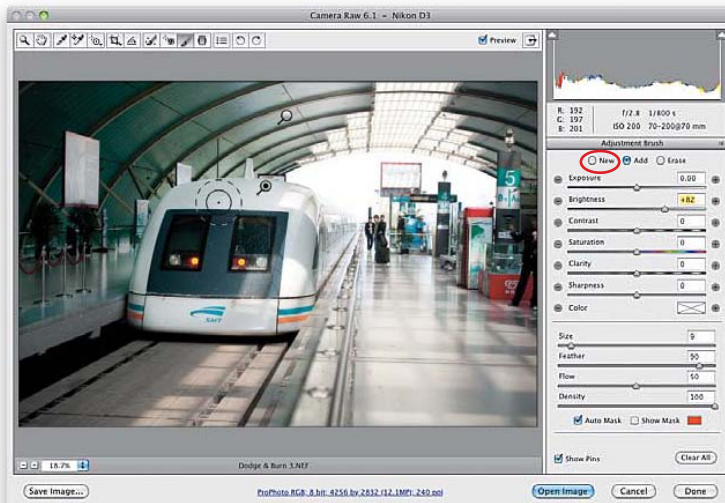 Camera Raw 6.1 – Nikon D3
Preview
R: 192
G: 197
B: 201
f/2.8 1/800 s
ISO 200 70-200@70 mm
Adjustment Brush
New Add Erase
Exposure 0.00
Brightness +82
Contrast 0
Saturation 0
Clarity 0
Sharpness 0
Color
Size 9
Feather 90
Flow 50
Density 100
Auto Mask Show Mask
Show Pins Clear All
5
SMT
18.7% Dodge & Burn 3.NEF
Save Image... ProPhoto RGB; 8 bit; 4256 by 2832 (12.1MP); 240 ppi Open Image Cancel Done